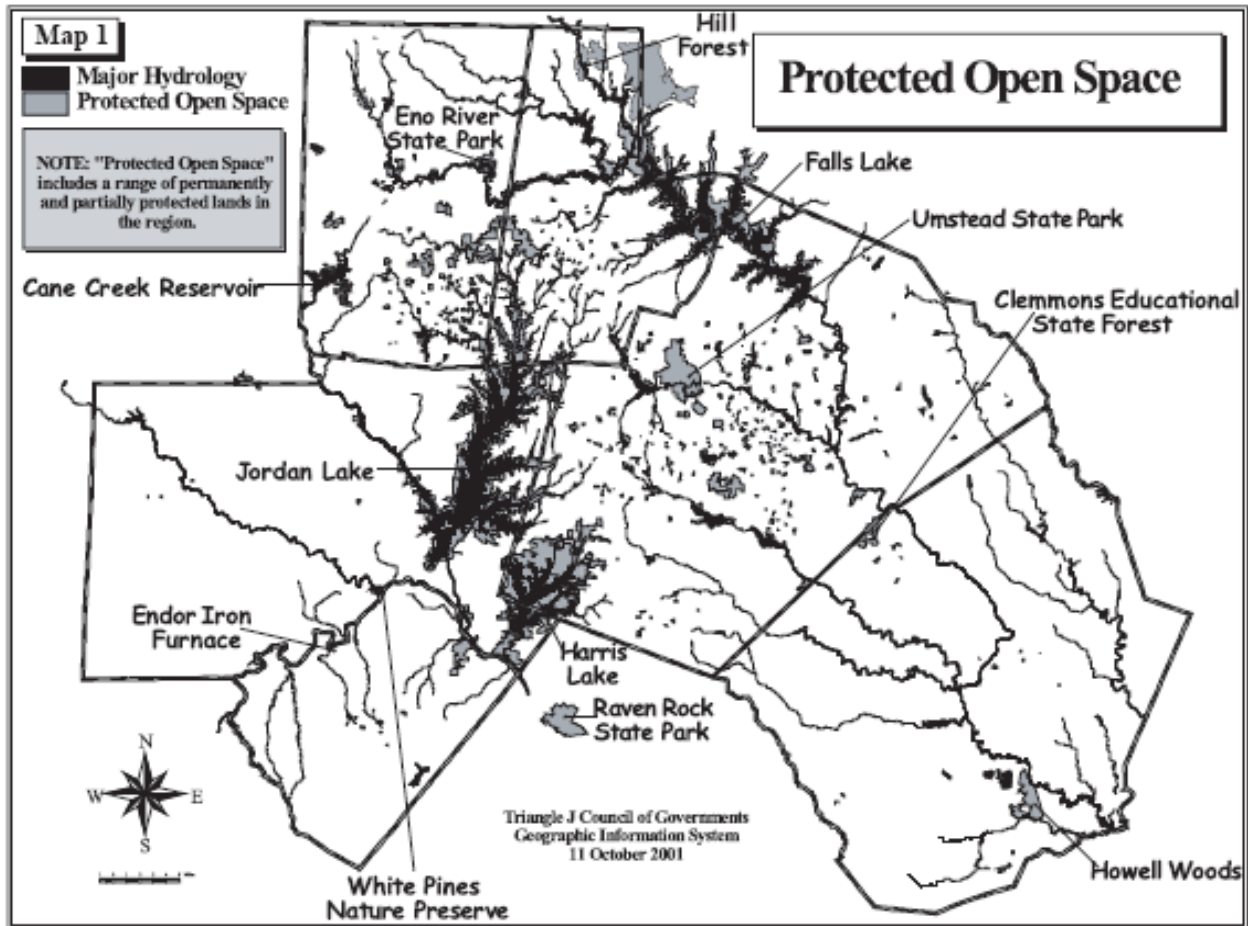 Map 1
Major Hydrology
Protected Open Space
NOTE: "Protected Open Space"
includes a range of permanently
and partially protected lands in
the region.
Protected Open Space
Hill
Forest
Eno River
State Park
Falls Lake
Umstead State Park
Cane Creek Reservoir
Clemmons Educational
State Forest
Jordan Lake
Endor Iron
Furnace
Harris
Lake
Raven Rock
State Park
N
W
E
S
Triangle J Council of Governments
Geographic Information System
11 October 2001
White Pines
Nature Preserve
Howell Woods